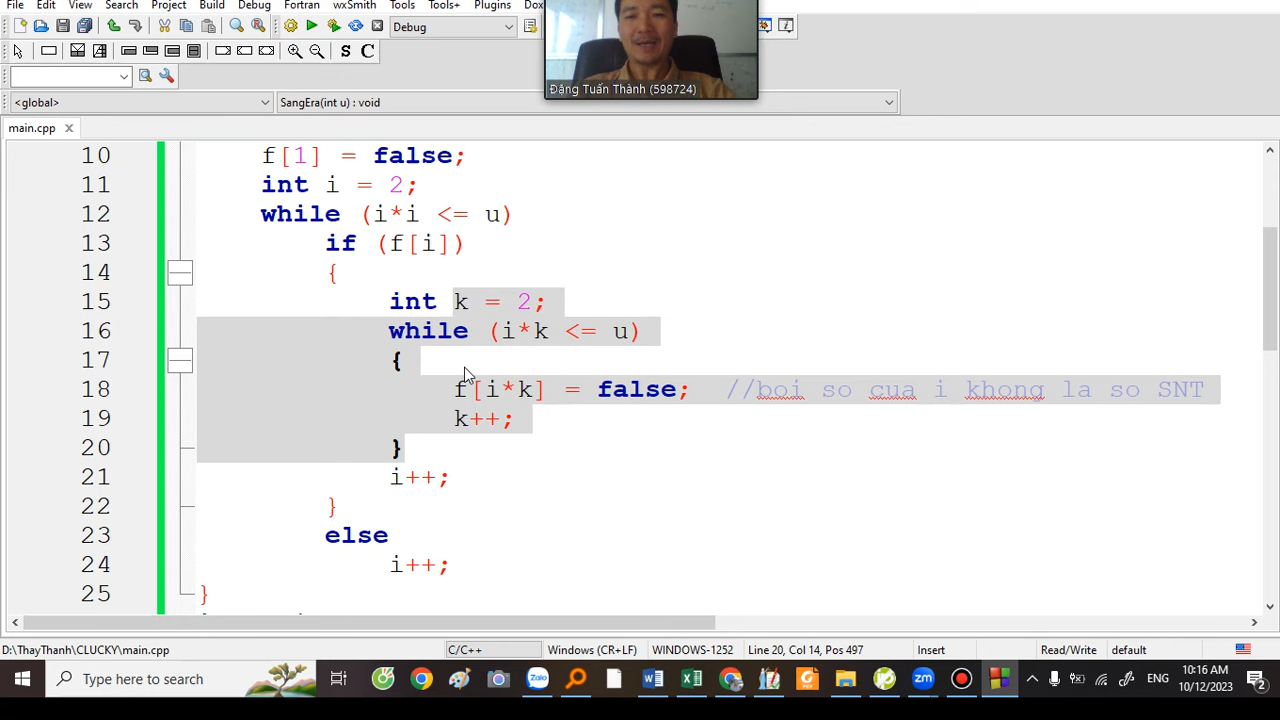 File Edit View Search Project Build Debug Fortran wxSmith Tools Tools+ Plugins
Debug
S C
Đặng Tuấn Thành (598724)
<global> SangEra(int u) : void
main.cpp
10 f[1] = false;
11 int i = 2;
12 while (i*i <= u)
13 if (f[i])
14 {
15 int k = 2;
16 while (i*k <= u)
17 {
18 f[i*k] = false; //boi so cua i khong la so SNT
19 k++;
20 }
21 i++;
22 }
23 else
24 i++;
25 }
D:\ThayThanh\CLUCKY\main.cpp C/C++ Windows (CR+LF) WINDOWS-1252 Line 20, Col 14, Pos 497 Insert Read/Write default
Type here to search Zalo zm ENG 10:16 AM
10/12/2023 2